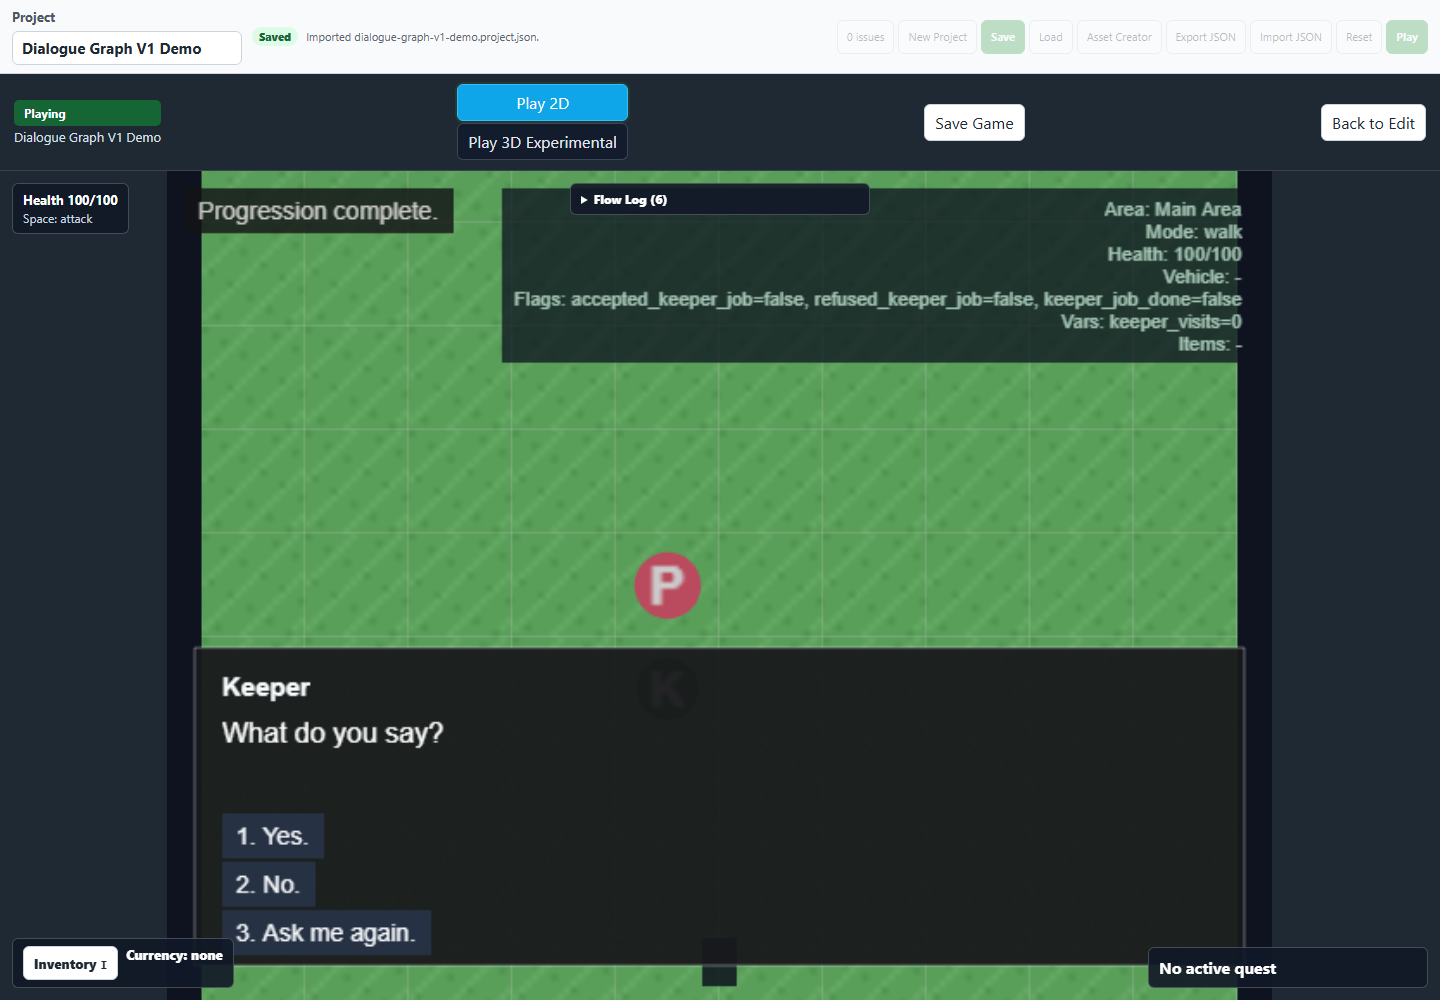 Project
Dialogue Graph V1 Demo
Saved
Imported dialogue-graph-v1-demo.project.json.
0 issues
New Project
Save
Load
Asset Creator
Export JSON
Import JSON
Reset
Play
Playing
Dialogue Graph V1 Demo
Play 2D
Play 3D Experimental
Save Game
Back to Edit
Health 100/100
Space: attack
Progression complete.
Flow Log (6)
Area: Main Area
Mode: walk
Health: 100/100
Vehicle: -
Flags: accepted_keeper_job=false, refused_keeper_job=false, keeper_job_done=false
Vars: keeper_visits=0
Items: -
P
K
Keeper
What do you say?
1. Yes.
2. No.
3. Ask me again.
Inventory I
Currency: none
No active quest